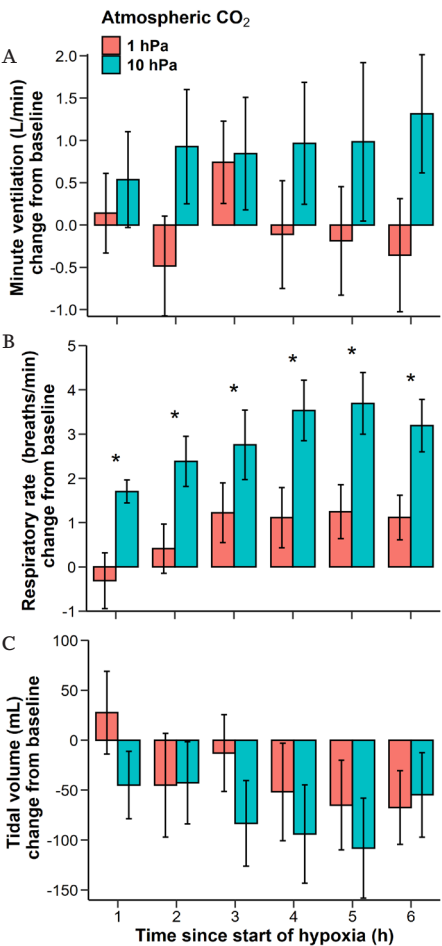 Atmospheric CO₂
1 hPa
10 hPa
A
Minute ventilation (L/min)
change from baseline
2.0
1.5
1.0
0.5
0.0
-0.5
-1.0
B
Respiratory rate (breaths/min)
change from baseline
5
4
3
2
1
0
-1
* * * * * *
C
Tidal volume (mL)
change from baseline
100
50
0
-50
-100
-150
1 2 3 4 5 6
Time since start of hypoxia (h)